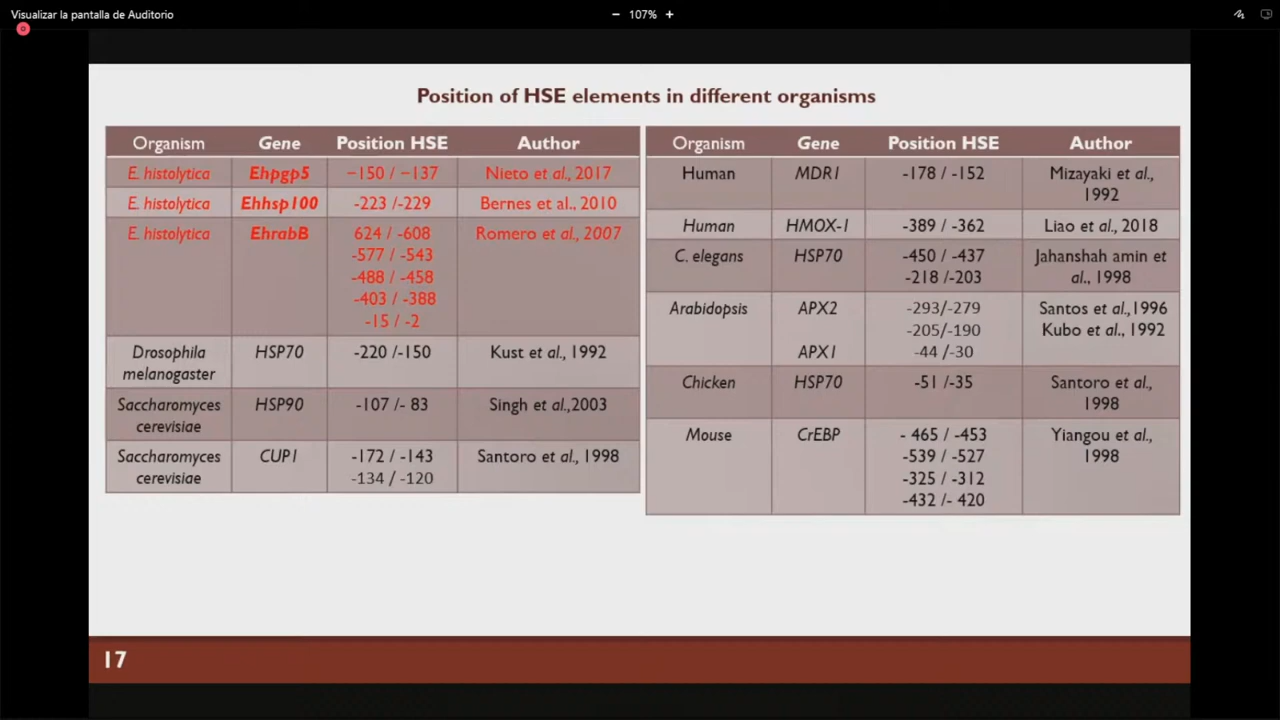 Visualizar la pantalla de Auditorio
− 107% +
Position of HSE elements in different organisms
Organism Gene Position HSE Author
E. histolytica Ehpgp5 −150 / −137 Nieto et al., 2017
E. histolytica Ehhsp100 -223 /-229 Bernes et al., 2010
E. histolytica EhrabB 624 / -608 Romero et al., 2007
-577 / -543
-488 / -458
-403 / -388
-15 / -2
Drosophila HSP70 -220 /-150 Kust et al., 1992
melanogaster
Saccharomyces HSP90 -107 /- 83 Singh et al.,2003
cerevisiae
Saccharomyces CUP1 -172 / -143 Santoro et al., 1998
cerevisiae -134 / -120
Organism Gene Position HSE Author
Human MDR1 -178 / -152 Mizayaki et al.,
1992
Human HMOX-1 -389 / -362 Liao et al., 2018
C. elegans HSP70 -450 / -437 Jahanshah amin et
-218 /-203 al., 1998
Arabidopsis APX2 -293/-279 Santos et al.,1996
-205/-190 Kubo et al., 1992
APX1 -44 /-30
Chicken HSP70 -51 /-35 Santoro et al.,
1998
Mouse CrEBP - 465 / -453 Yiangou et al.,
-539 / -527 1998
-325 / -312
-432 /- 420
17